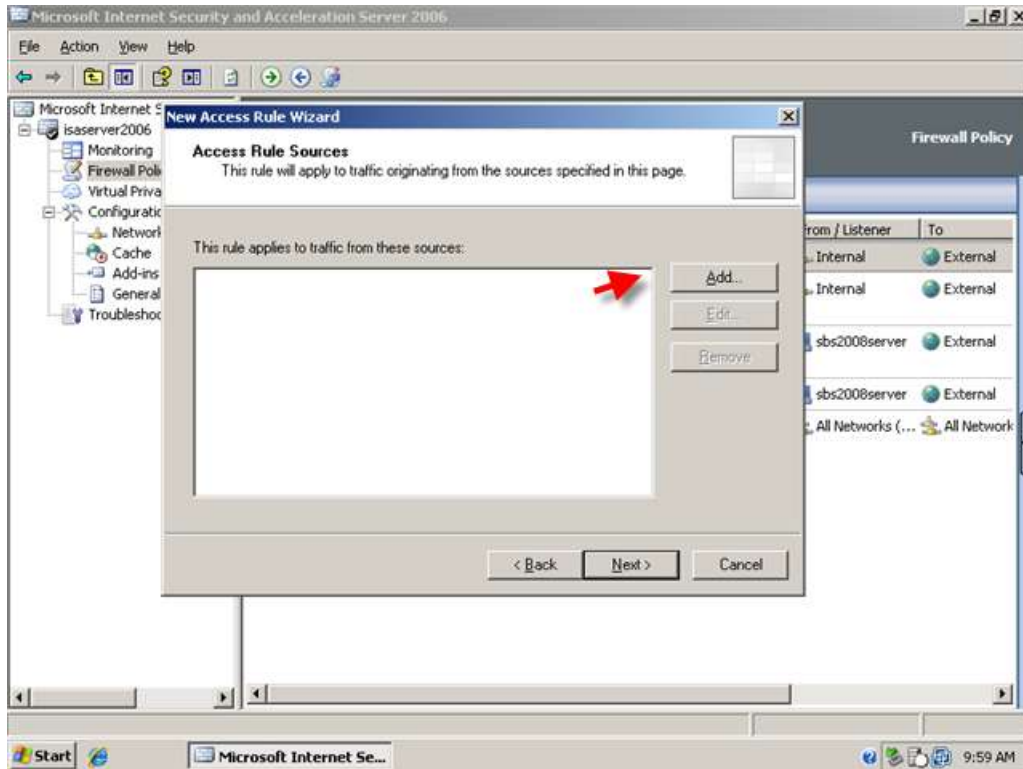 Microsoft Internet Security and Acceleration Server 2006
File Action View Help
Microsoft Internet S
isaserver2006
Monitoring
Firewall Poli
Virtual Priva
Configuratio
Network
Cache
Add-ins
General
Troubleshoo
New Access Rule Wizard
Access Rule Sources
This rule will apply to traffic originating from the sources specified in this page.
This rule applies to traffic from these sources:
Add...
Edit...
Remove
< Back Next > Cancel
Firewall Policy
From / Listener To
Internal External
Internal External
sbs2008server External
sbs2008server External
All Networks (... All Network
Start Microsoft Internet Se... 9:59 AM